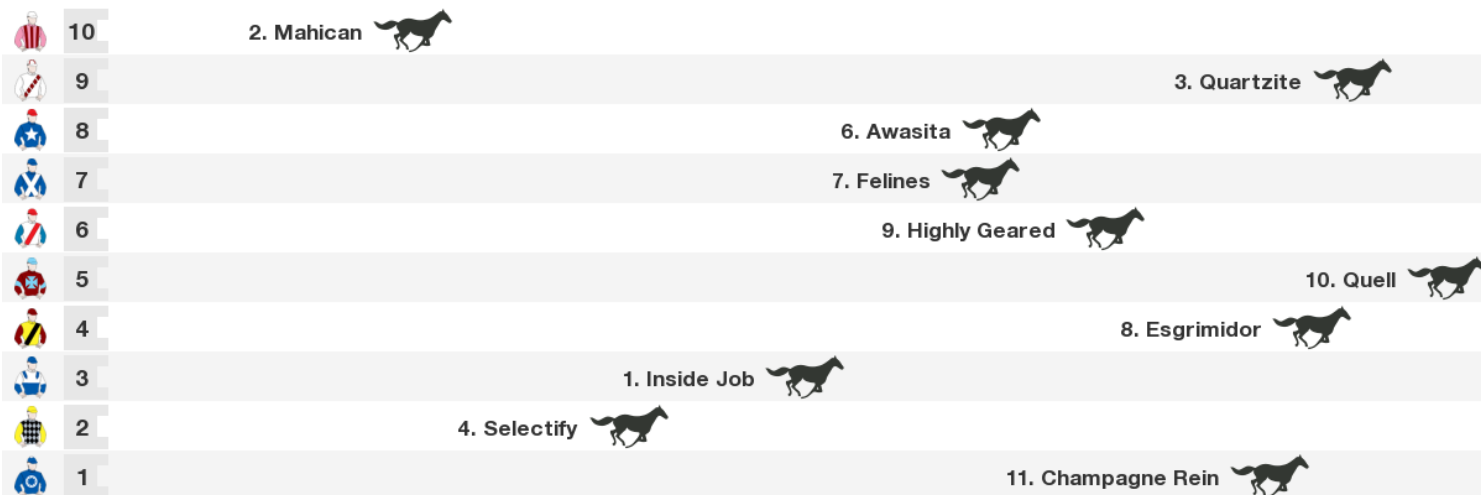 10 2. Mahican
9 3. Quartzite
8 6. Awasita
7 7. Felines
6 9. Highly Geared
5 10. Quell
4 8. Esgrimidor
3 1. Inside Job
2 4. Selectify
1 11. Champagne Rein